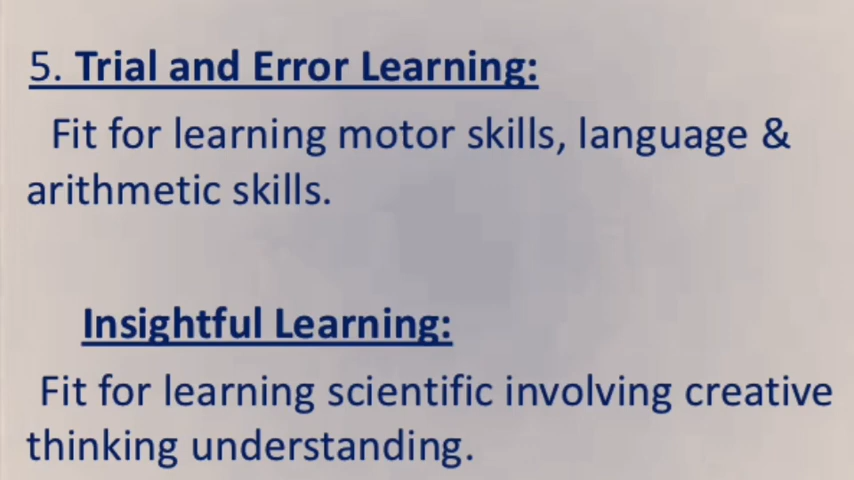 5. Trial and Error Learning:
Fit for learning motor skills, language &
arithmetic skills.
Insightful Learning:
Fit for learning scientific involving creative
thinking understanding.